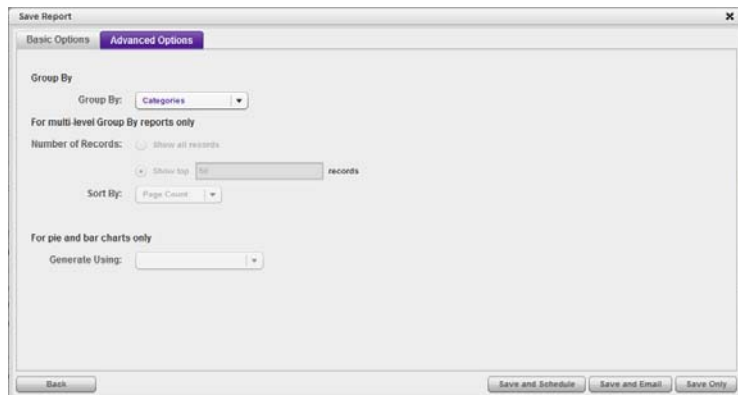 Save Report
Basic Options Advanced Options
Group By
Group By: Categories
For multi-level Group By reports only
Number of Records: Show all records
Show top 50 records
Sort By: Page Count
For pie and bar charts only
Generate Using:
Back Save and Schedule Save and Email Save Only